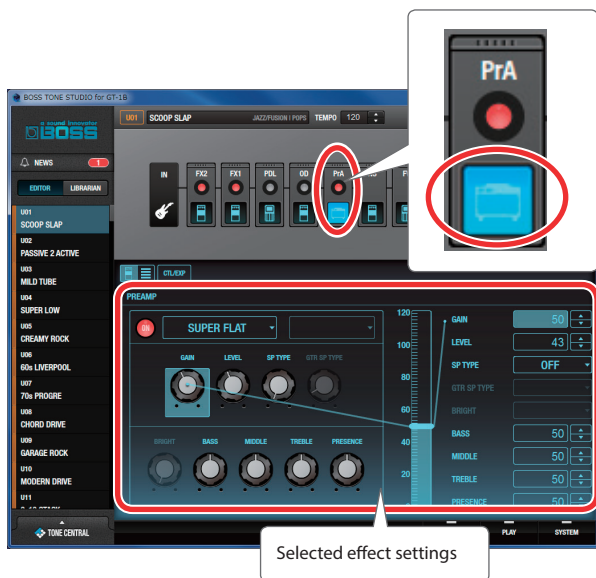 PrA
BOSS TONE STUDIO for GT-1B
a sound innovator
BOSS
U01 SCOOP SLAP JAZZ/FUSION | POPS TEMPO 120
NEWS 1
EDITOR LIBRARIAN
IN FX2 FX1 PDL OD PrA
U01
SCOOP SLAP
U02
PASSIVE 2 ACTIVE
U03
MILD TUBE
U04
SUPER LOW
U05
CREAMY ROCK
U06
60s LIVERPOOL
U07
70s PROGRE
U08
CHORD DRIVE
U09
GARAGE ROCK
U10
MODERN DRIVE
U11
CTL/EXP
PREAMP
ON SUPER FLAT
GAIN LEVEL SP TYPE GTR SP TYPE
BRIGHT BASS MIDDLE TREBLE PRESENCE
120
100
80
60
40
20
GAIN 50
LEVEL 43
SP TYPE OFF
GTR SP TYPE
BRIGHT
BASS 50
MIDDLE 50
TREBLE 50
PRESENCE 50
TONE CENTRAL
PLAY SYSTEM
Selected effect settings